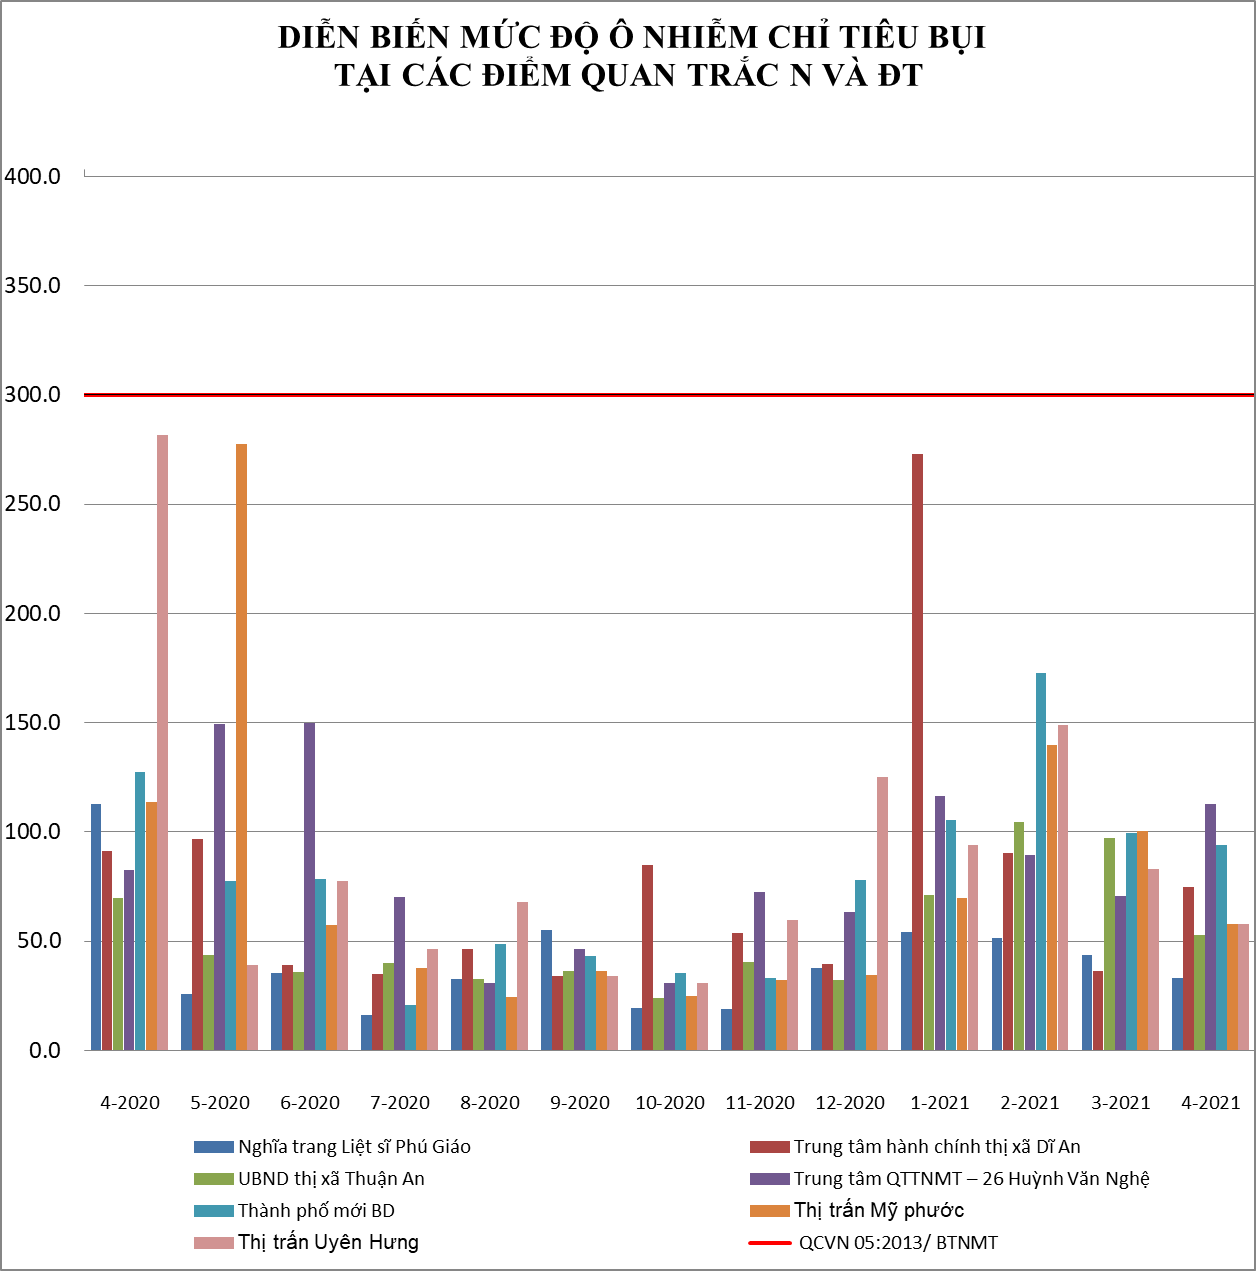 DIỄN BIẾN MỨC ĐỘ Ô NHIỄM CHỈ TIÊU BỤI
TẠI CÁC ĐIỂM QUAN TRẮC N VÀ ĐT
400.0
350.0
300.0
250.0
200.0
150.0
100.0
50.0
0.0
4-2020 5-2020 6-2020 7-2020 8-2020 9-2020 10-2020 11-2020 12-2020 1-2021 2-2021 3-2021 4-2021
Nghĩa trang Liệt sĩ Phú Giáo Trung tâm hành chính thị xã Dĩ An
UBND thị xã Thuận An Trung tâm QTTNMT – 26 Huỳnh Văn Nghệ
Thành phố mới BD Thị trấn Mỹ phước
Thị trấn Uyên Hưng QCVN 05:2013/ BTNMT